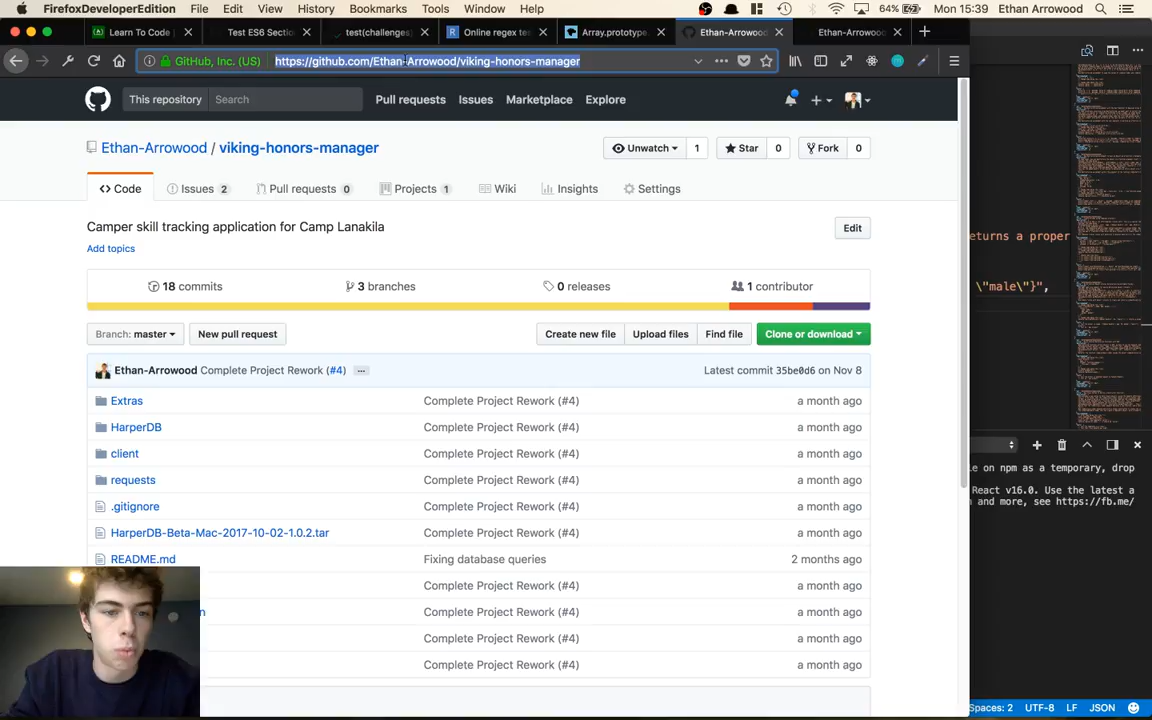 FirefoxDeveloperEdition File Edit View History Bookmarks Tools Window Help 64% Mon 15:39 Ethan Arrowood
Learn To Code Test ES6 Secti test(challenges) Online regex tes Array.prototype. Ethan-Arrowood Ethan-Arrowood
GitHub, Inc. (US) https://github.com/Ethan-Arrowood/viking-honors-manager
This repository Search Pull requests Issues Marketplace Explore
Ethan-Arrowood / viking-honors-manager Unwatch 1 Star 0 Fork 0
Code Issues 2 Pull requests 0 Projects 1 Wiki Insights Settings
Camper skill tracking application for Camp Lanakila Edit
Add topics
18 commits 3 branches 0 releases 1 contributor
Branch: master New pull request Create new file Upload files Find file Clone or download
Ethan-Arrowood Complete Project Rework (#4) ... Latest commit 35be0d6 on Nov 8
Extras Complete Project Rework (#4) a month ago
HarperDB Complete Project Rework (#4) a month ago
client Complete Project Rework (#4) a month ago
requests Complete Project Rework (#4) a month ago
.gitignore Complete Project Rework (#4) a month ago
HarperDB-Beta-Mac-2017-10-02-1.0.2.tar Complete Project Rework (#4) a month ago
README.md Fixing database queries 2 months ago
Complete Project Rework (#4) a month ago
n Complete Project Rework (#4) a month ago
Complete Project Rework (#4) a month ago
Complete Project Rework (#4) a month ago
eturns a proper
\"male\"}",
le on npm as a temporary, drop
React v16.0. Use the latest a
n and more, see https://fb.me/
Spaces: 2 UTF-8 LF JSON